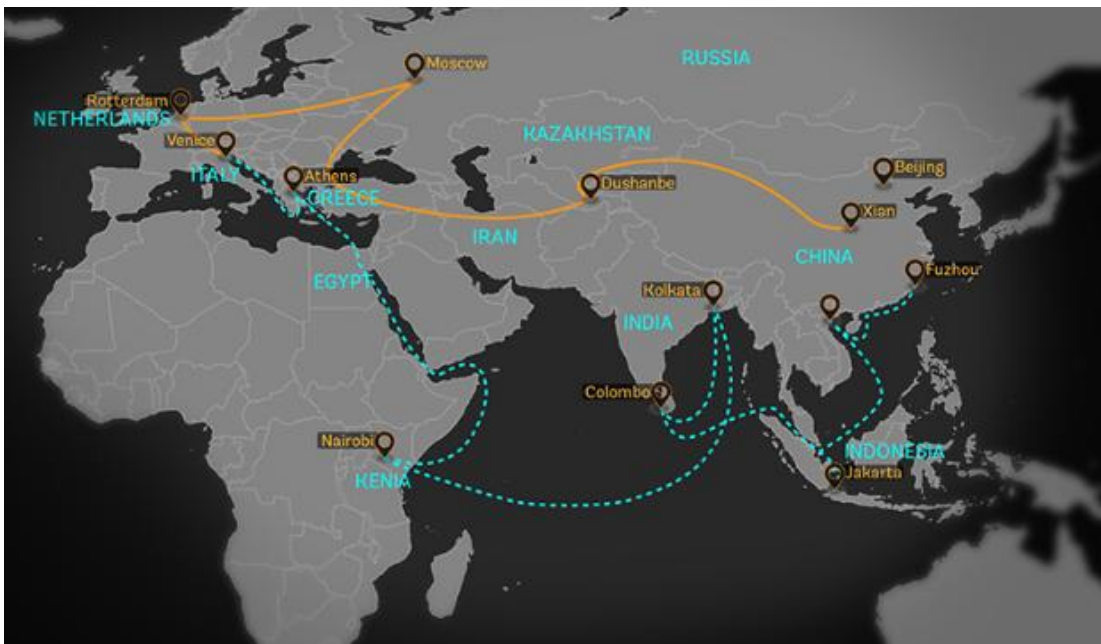 RUSSIA
Moscow
Rotterdam
NETHERLANDS
KAZAKHSTAN
Venice
Beijing
ITALY
Athens
Dushanbe
GREECE
Xian
IRAN
CHINA
Fuzhou
EGYPT
Kolkata
INDIA
Colombo
Nairobi
INDONESIA
Jakarta
KENIA